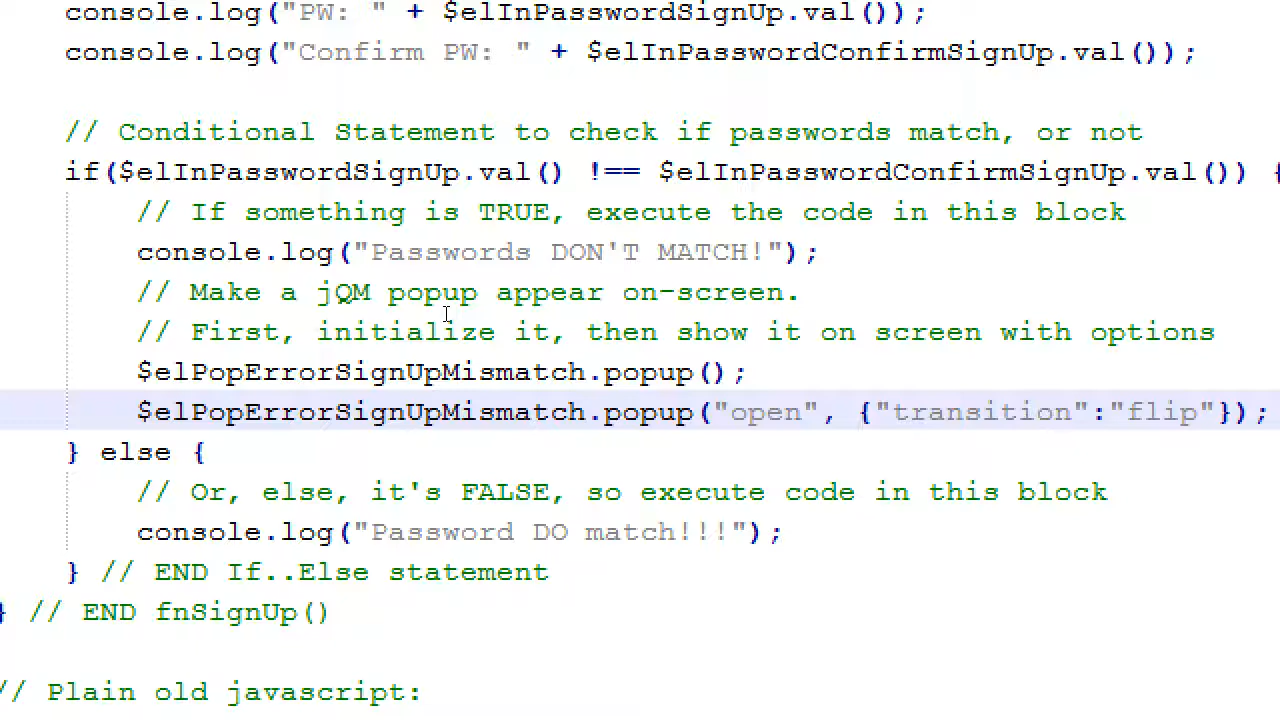 console.log("PW: " + $elInPasswordSignUp.val());
console.log("Confirm PW: " + $elInPasswordConfirmSignUp.val());
// Conditional Statement to check if passwords match, or not
if($elInPasswordSignUp.val() !== $elInPasswordConfirmSignUp.val()) {
// If something is TRUE, execute the code in this block
console.log("Passwords DON'T MATCH!");
// Make a jQM popup appear on-screen.
// First, initialize it, then show it on screen with options
$elPopErrorSignUpMismatch.popup();
$elPopErrorSignUpMismatch.popup("open", {"transition":"flip"});
} else {
// Or, else, it's FALSE, so execute code in this block
console.log("Password DO match!!!");
} // END If..Else statement
} // END fnSignUp()
// Plain old javascript: